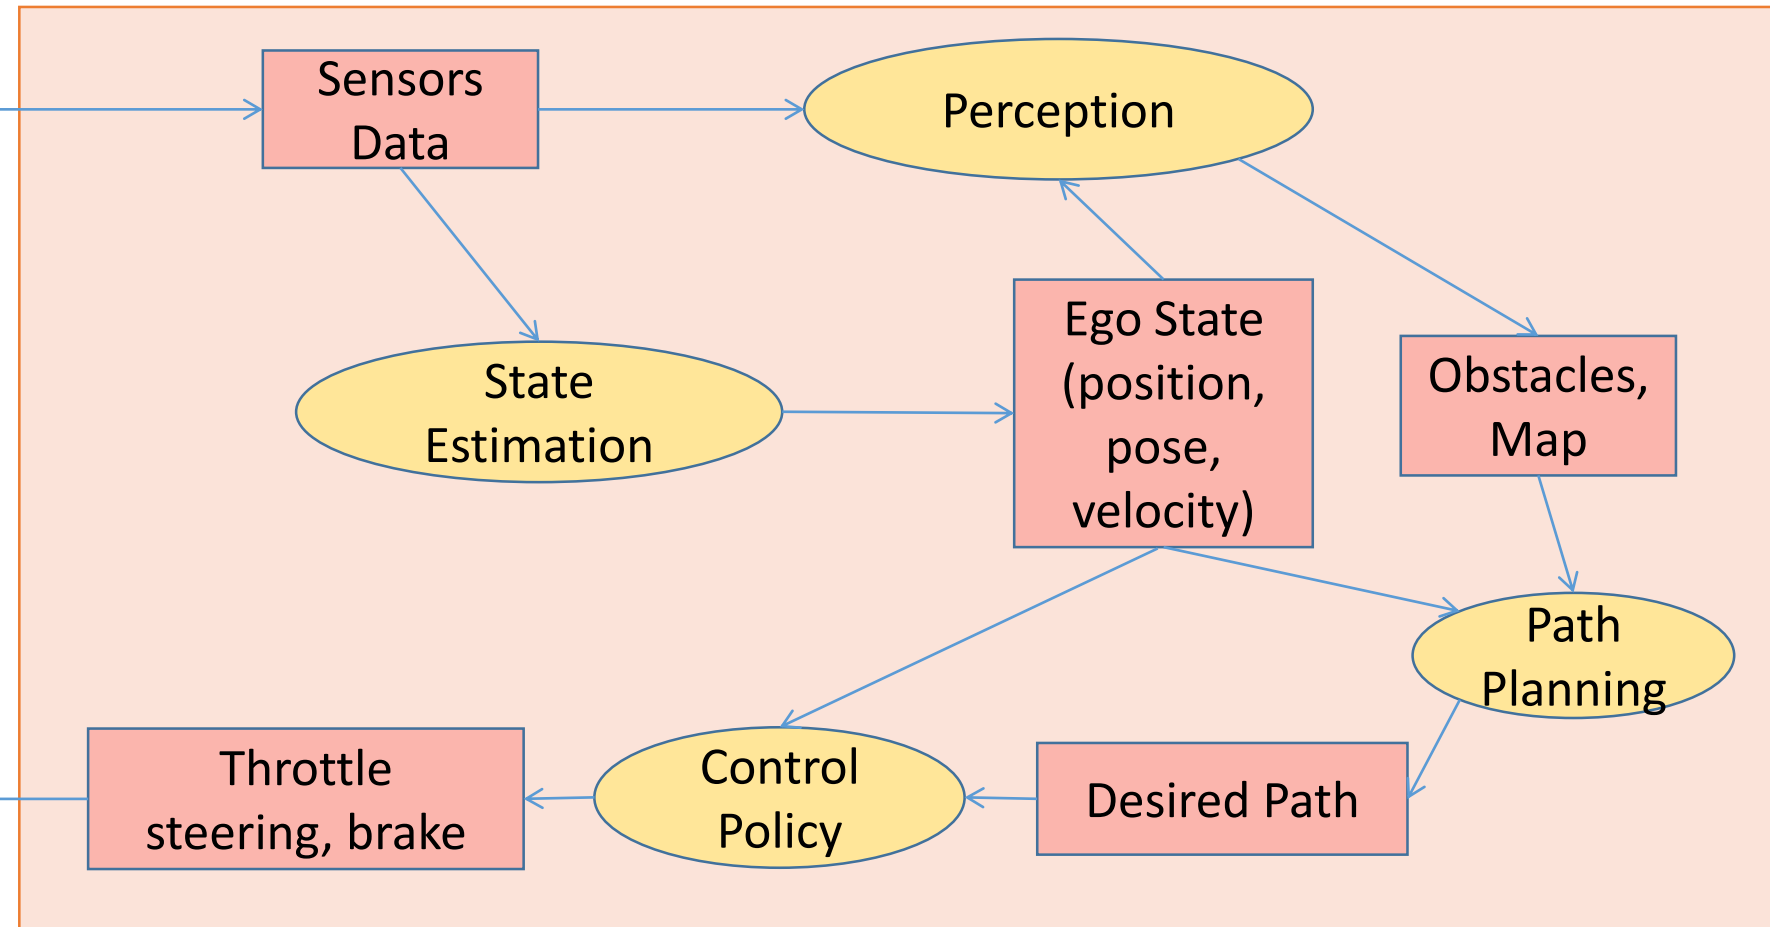 Sensors
Data
Perception
State
Estimation
Ego State
(position,
pose,
velocity)
Obstacles,
Map
Path
Planning
Throttle
steering, brake
Control
Policy
Desired Path